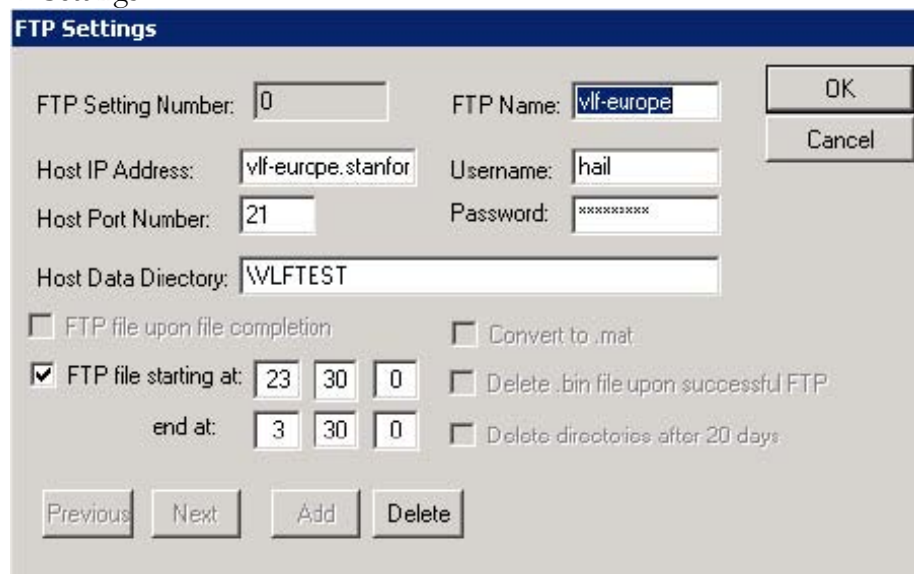 FTP Settings
FTP Setting Number: 0 FTP Name: vlf-europe OK
Cancel
Host IP Address: vlf-europe.stanfor Username: hail
Host Port Number: 21 Password: xxxxxxxxx
Host Data Directory: \VLFTEST
FTP file upon file completion Convert to .mat
FTP file starting at: 23 30 0 Delete .bin file upon successful FTP
end at: 3 30 0 Delete directories after 20 days
Previous Next Add Delete